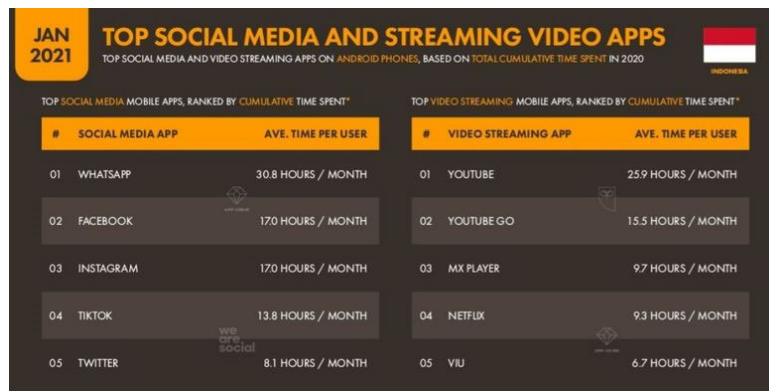 JAN
2021
TOP SOCIAL MEDIA AND STREAMING VIDEO APPS
TOP SOCIAL MEDIA AND VIDEO STREAMING APPS ON ANDROID PHONES, BASED ON TOTAL CUMULATIVE TIME SPENT IN 2020
INDONESIA
TOP SOCIAL MEDIA MOBILE APPS, RANKED BY CUMULATIVE TIME SPENT*
# SOCIAL MEDIA APP AVE. TIME PER USER
01 WHATSAPP 30.8 HOURS / MONTH
02 FACEBOOK 17.0 HOURS / MONTH
03 INSTAGRAM 17.0 HOURS / MONTH
04 TIKTOK 13.8 HOURS / MONTH
05 TWITTER 8.1 HOURS / MONTH
we
are.
social
TOP VIDEO STREAMING MOBILE APPS, RANKED BY CUMULATIVE TIME SPENT*
# VIDEO STREAMING APP AVE. TIME PER USER
01 YOUTUBE 25.9 HOURS / MONTH
02 YOUTUBE GO 15.5 HOURS / MONTH
03 MX PLAYER 9.7 HOURS / MONTH
04 NETFLIX 9.3 HOURS / MONTH
05 VIU 6.7 HOURS / MONTH